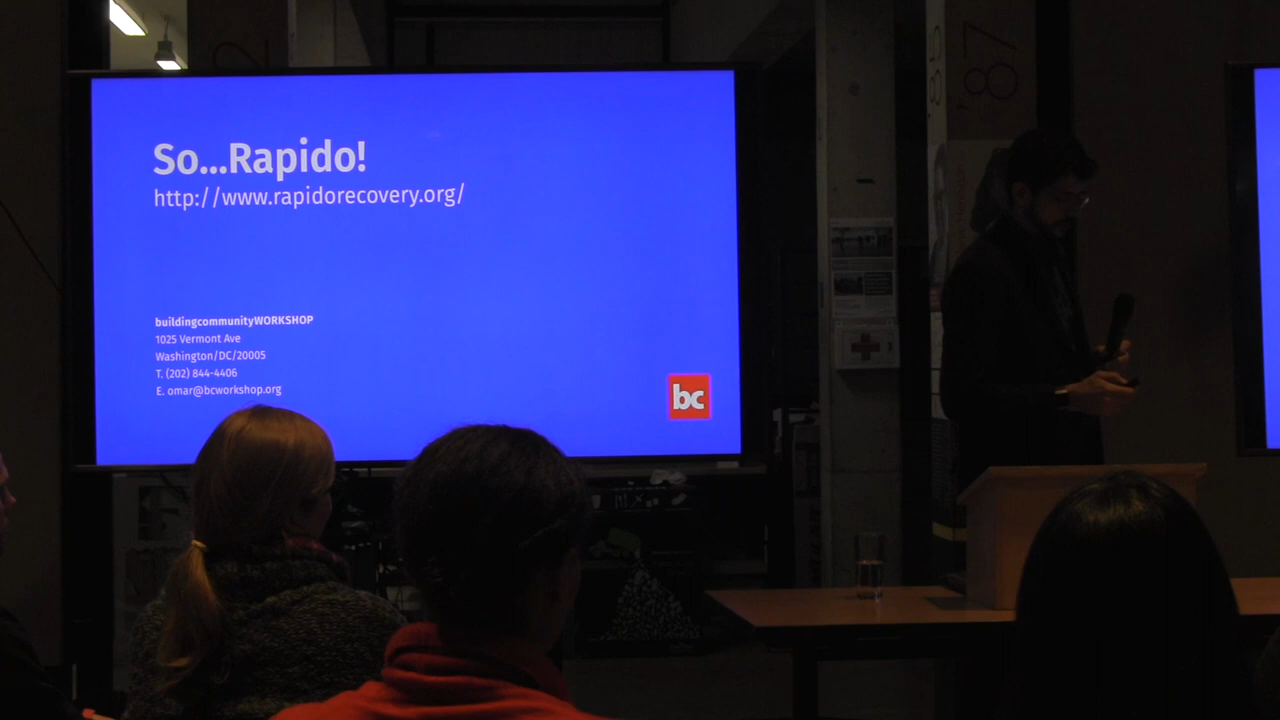 So...Rapido!
http://www.rapidorecovery.org/
buildingcommunityWORKSHOP
1025 Vermont Ave
Washington/DC/20005
T. (202) 844-4406
E. omar@bcworkshop.org
bc